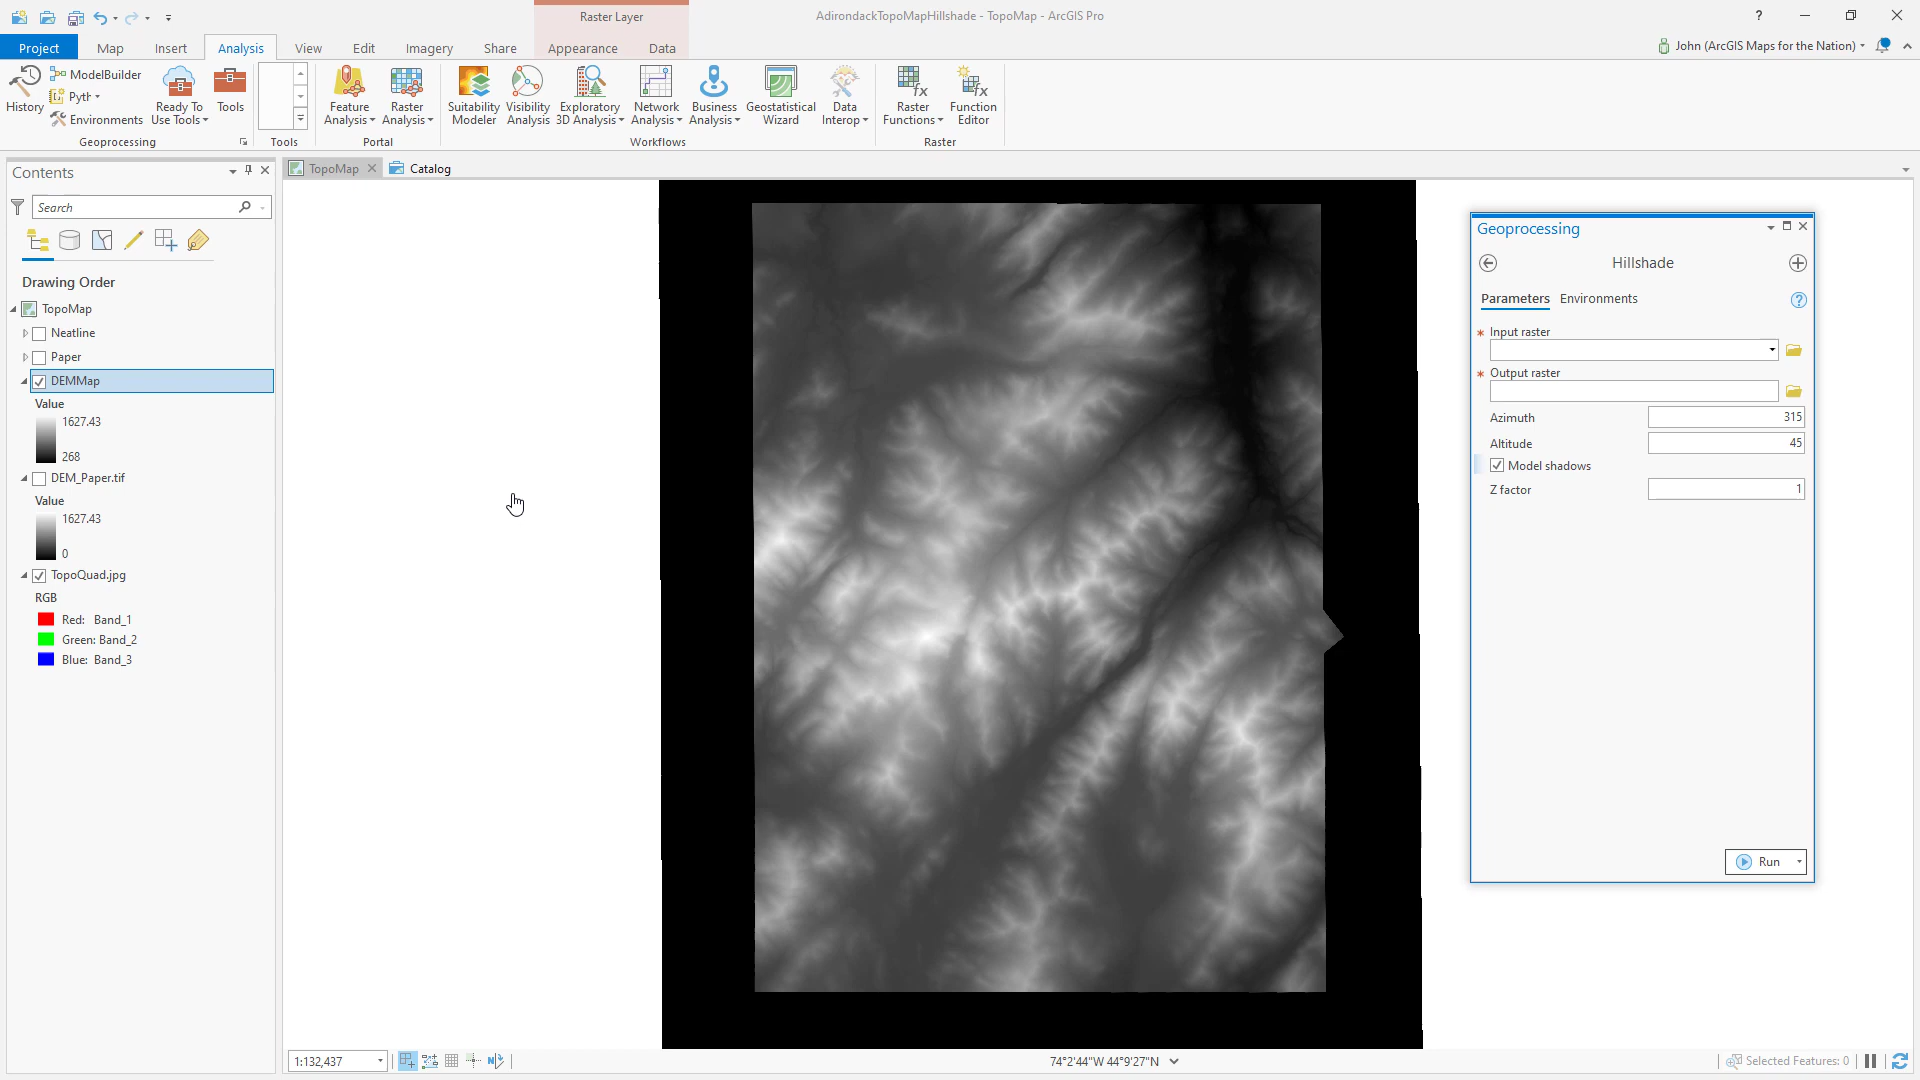 Raster Layer
AdirondackTopoMapHillshade - TopoMap - ArcGIS Pro
?
Project
Map
Insert
Analysis
View
Edit
Imagery
Share
Appearance
Data
John (ArcGIS Maps for the Nation)
History
ModelBuilder
Pyth
Environments
Ready To
Use Tools
Tools
Feature
Analysis
Raster
Analysis
Suitability
Modeler
Visibility
Analysis
Exploratory
3D Analysis
Network
Analysis
Business
Analysis
Geostatistical
Wizard
Data
Interop
Raster
Functions
Function
Editor
Geoprocessing
Tools
Portal
Workflows
Raster
Contents
TopoMap
Catalog
Search
Drawing Order
TopoMap
Neatline
Paper
DEMMap
Value
1627.43
268
DEM_Paper.tif
Value
1627.43
0
TopoQuad.jpg
RGB
Red: Band_1
Green: Band_2
Blue: Band_3
Geoprocessing
Hillshade
Parameters
Environments
?
* Input raster
* Output raster
Azimuth
315
Altitude
45
Model shadows
Z factor
1
Run
1:132,437
74°2'44"W 44°9'27"N
Selected Features: 0